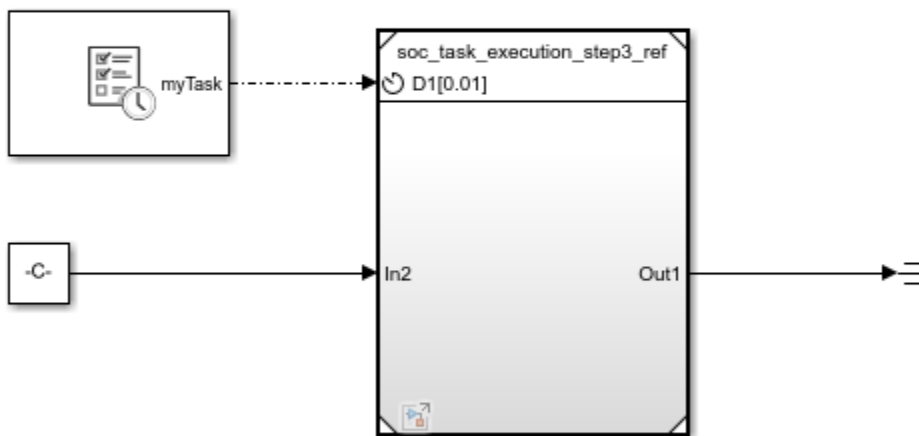 myTask
soc_task_execution_step3_ref
D1[0.01]
-C-
In2
Out1